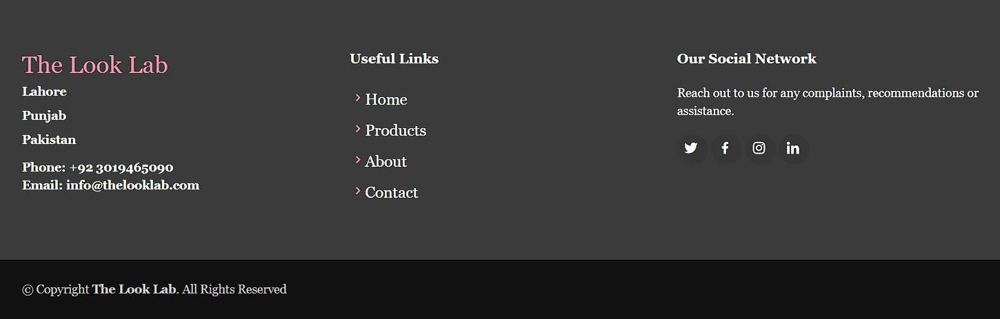 The Look Lab
Lahore
Punjab
Pakistan
Phone: +92 3019465090
Email: info@thelooklab.com
Useful Links
Home
Products
About
Contact
Our Social Network
Reach out to us for any complaints, recommendations or
assistance.
© Copyright The Look Lab. All Rights Reserved